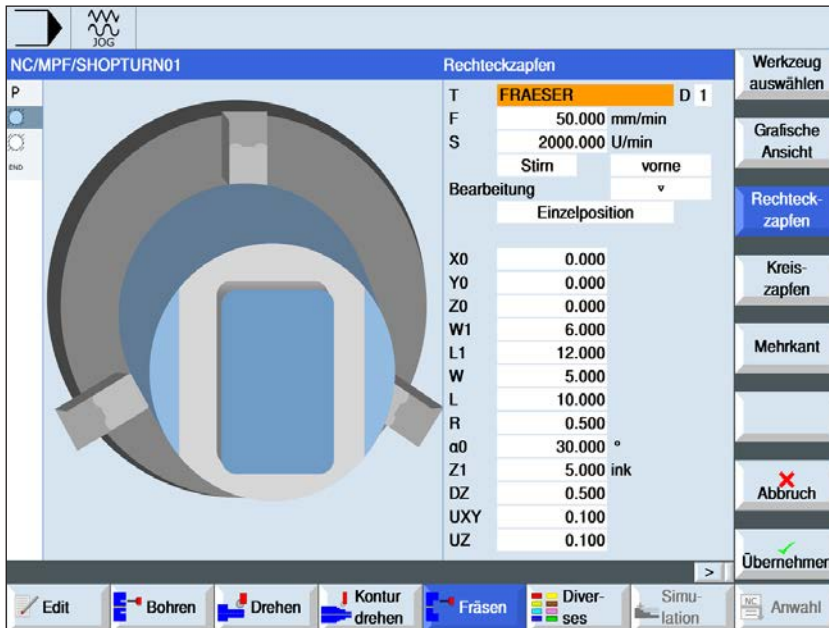 JOG
NC/MPF/SHOPTURN01
Rechteckzapfen
P
END
T FRAESER D 1
F 50.000 mm/min
S 2000.000 U/min
Stirn vorne
Bearbeitung ▿
Einzelposition
X0 0.000
Y0 0.000
Z0 0.000
W1 6.000
L1 12.000
W 5.000
L 10.000
R 0.500
α0 30.000 °
Z1 5.000 ink
DZ 0.500
UXY 0.100
UZ 0.100
>
Werkzeug
auswählen
Grafische
Ansicht
Rechteck-
zapfen
Kreis-
zapfen
Mehrkant
Abbruch
Übernehmen
Edit
Bohren
Drehen
Kontur
drehen
Fräsen
Diver-
ses
Simu-
lation
NC
Anwahl